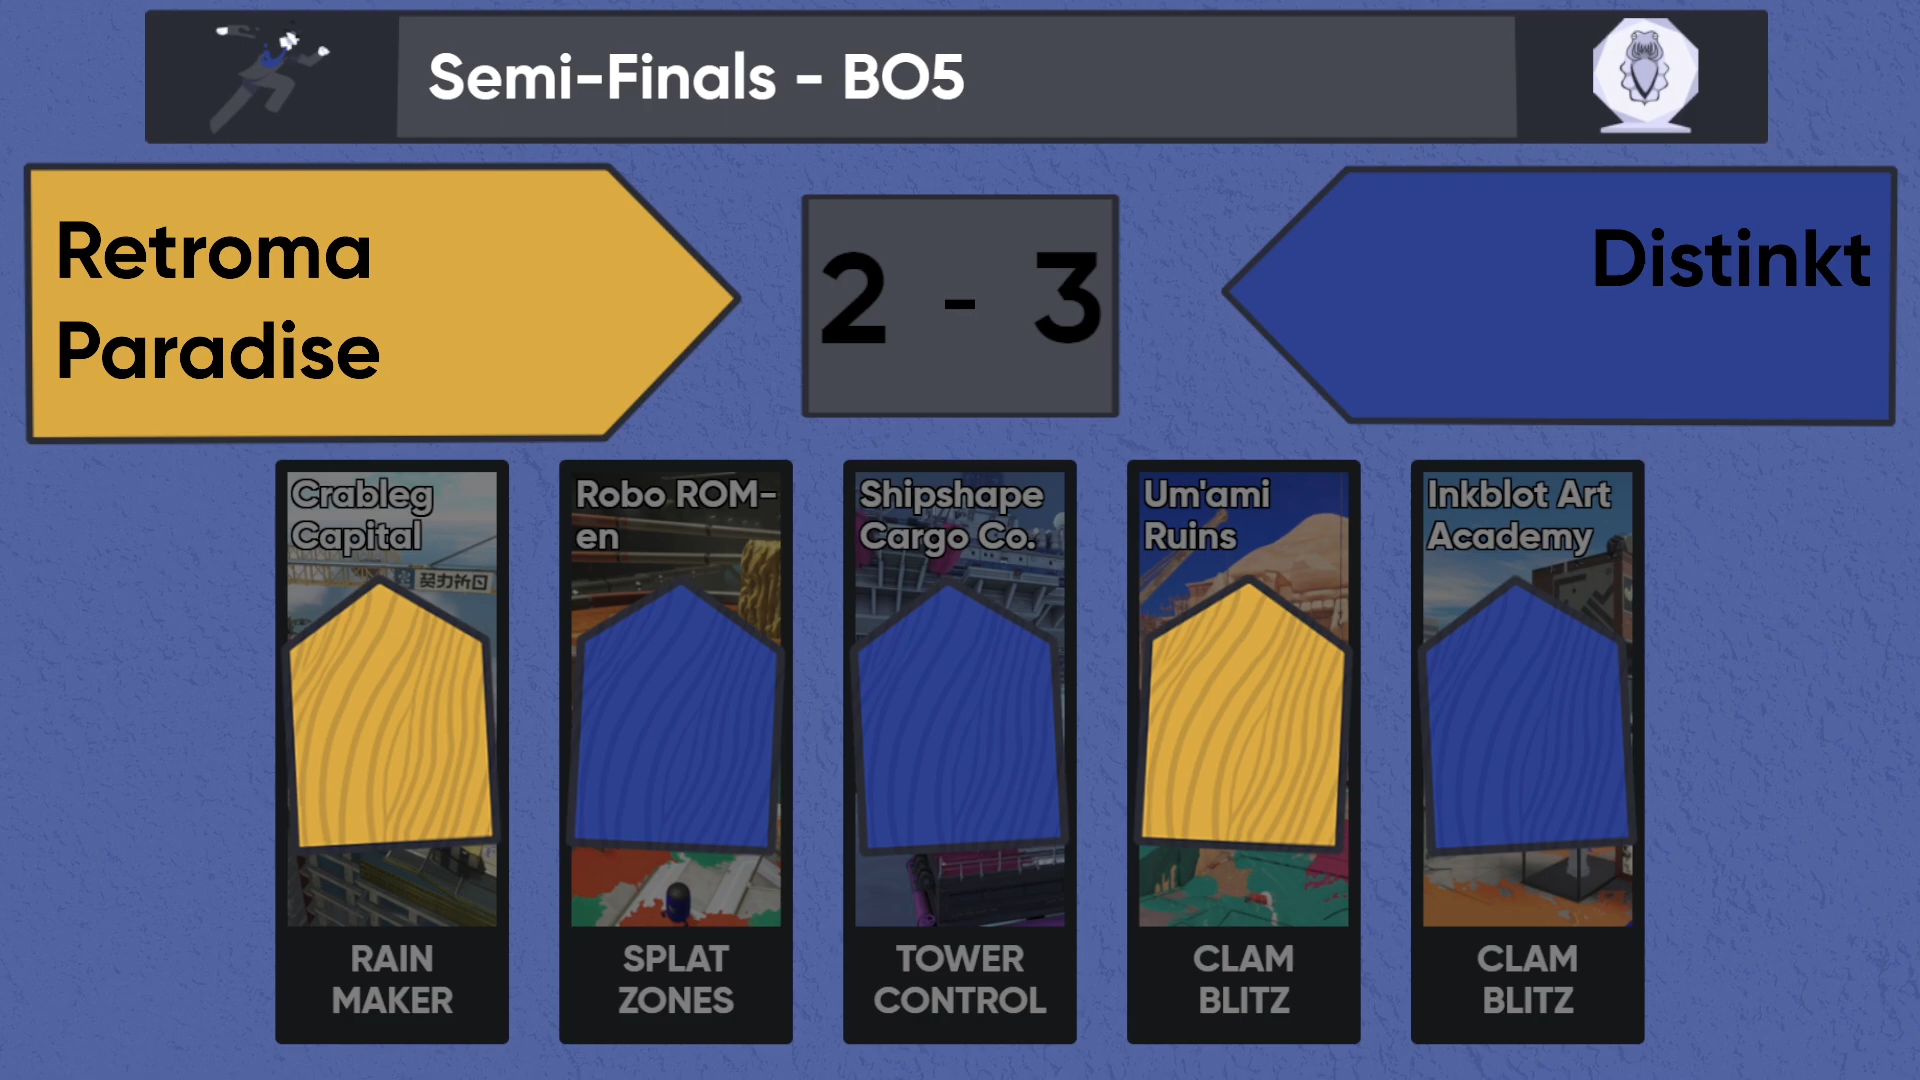 Semi-Finals - BO5
Retroma
Paradise
2 - 3
Distinkt
Crableg
Capital
Robo ROM-
en
Shipshape
Cargo Co.
Um'ami
Ruins
Inkblot Art
Academy
RAIN
MAKER
SPLAT
ZONES
TOWER
CONTROL
CLAM
BLITZ
CLAM
BLITZ